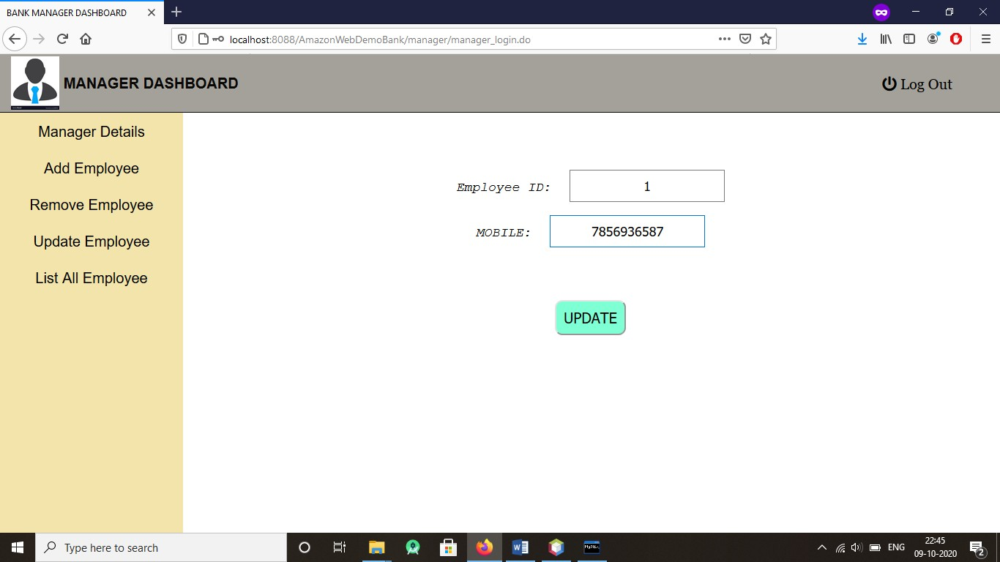 BANK MANAGER DASHBOARD
localhost:8088/AmazonWebDemoBank/manager/manager_login.do
MANAGER DASHBOARD
Log Out
Manager Details
Add Employee
Remove Employee
Update Employee
List All Employee
Employee ID: 1
MOBILE: 7856936587
UPDATE
Type here to search
ENG
22:45
09-10-2020
2